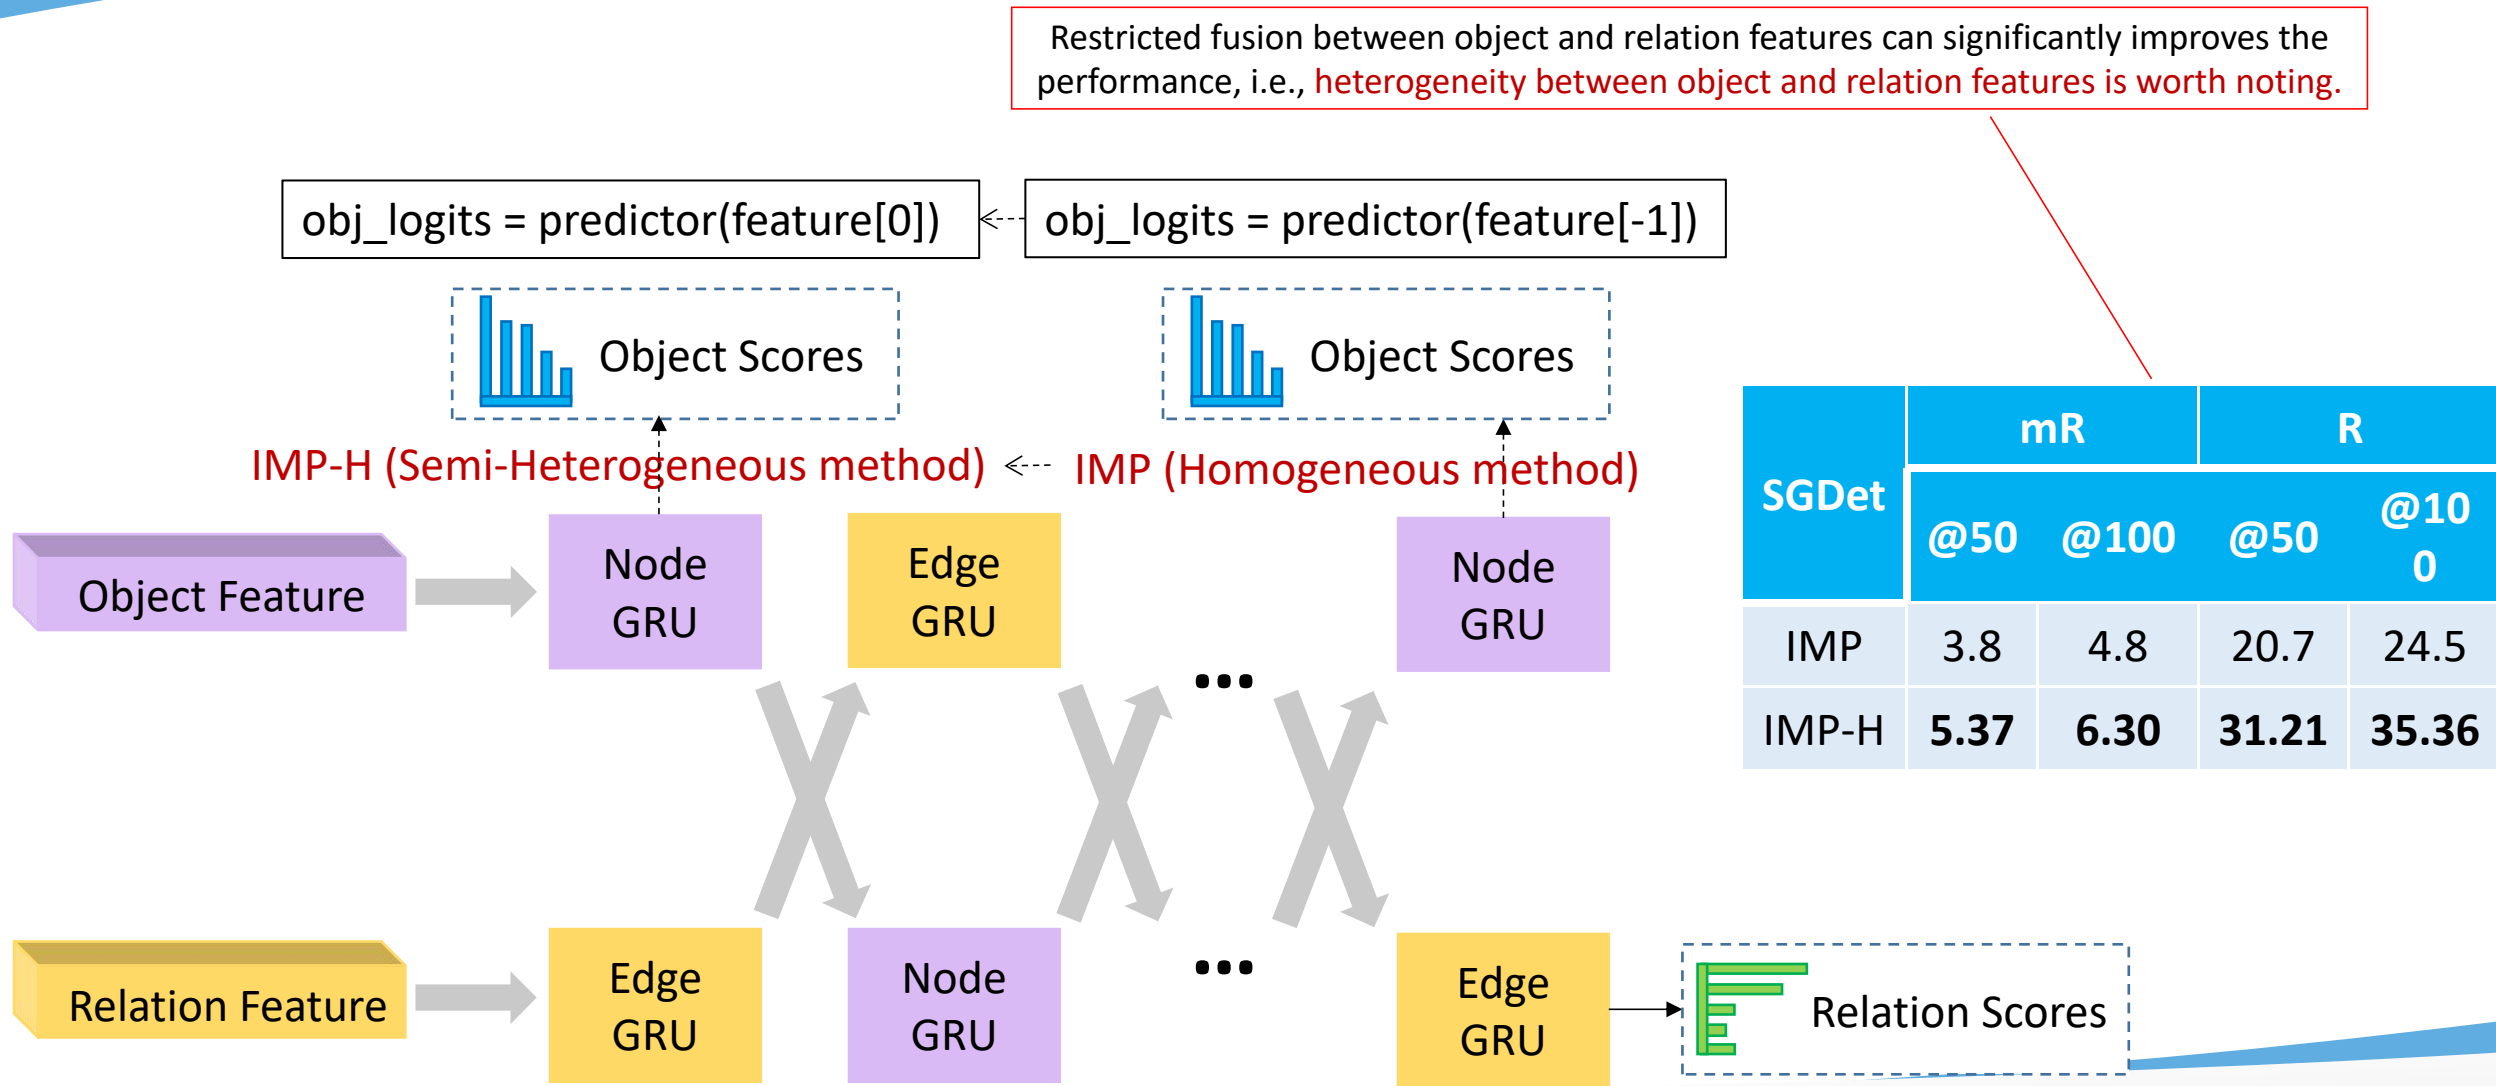 Restricted fusion between object and relation features can significantly improves the
performance, i.e., heterogeneity between object and relation features is worth noting.
obj_logits = predictor(feature[0])
obj_logits = predictor(feature[-1])
Object Scores
Object Scores
IMP-H (Semi-Heterogeneous method)
IMP (Homogeneous method)
Object Feature
Node
GRU
Edge
GRU
...
Node
GRU
Relation Feature
Edge
GRU
Node
GRU
...
Edge
GRU
Relation Scores
SGDet
mR
R
@50
@100
@50
@10
0
IMP 3.8 4.8 20.7 24.5
IMP-H 5.37 6.30 31.21 35.36